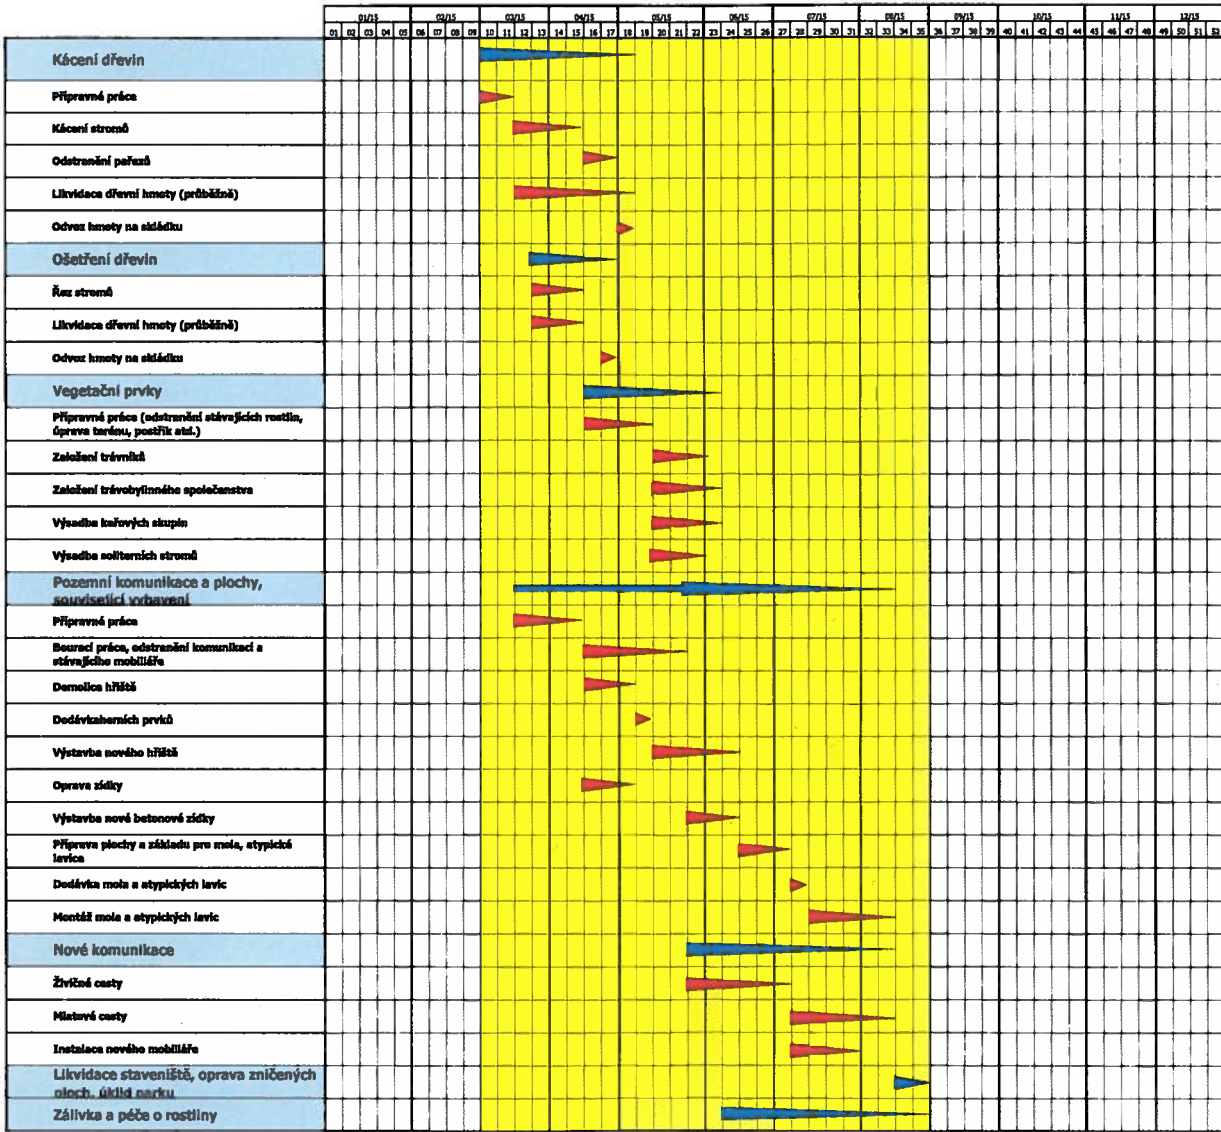 01/15 02/15 03/15 04/15 05/15 06/15 07/15 08/15 09/15 10/15 11/15 12/15
01 02 03 04 05 06 07 08 09 10 11 12 13 14 15 16 17 18 19 20 21 22 23 24 25 26 27 28 29 30 31 32 33 34 35 36 37 38 39 40 41 42 43 44 45 46 47 48 49 50 51 52
Kácení dřevin
Přípravné práce
Kácení stromů
Odstranění pařezů
Likvidace dřevní hmoty (průběžně)
Odvoz hmoty na skládku
Ošetření dřevin
Řez stromů
Likvidace dřevní hmoty (průběžně)
Odvoz hmoty na skládku
Vegetační prvky
Přípravné práce (odstranění stávajících rostlin,
úprava terénu, postřik atd.)
Založení trávníků
Založení trávobylinného společenstva
Výsadba keřových skupin
Výsadba soliterních stromů
Pozemní komunikace a plochy,
související vybavení
Přípravné práce
Bourací práce, odstranění komunikací a
stávajícího mobiliáře
Demolice hřiště
Dodávkaherních prvků
Výstavba nového hřiště
Oprava zídky
Výstavba nové betonové zídky
Příprava plochy a základu pro mola, atypické
lavice
Dodávka mola a atypických lavic
Montáž mola a atypických lavic
Nové komunikace
Živičné cesty
Mlatové cesty
Instalace nového mobiliáře
Likvidace staveniště, oprava zničených
ploch, úklid parku
Zálivka a péče o rostliny